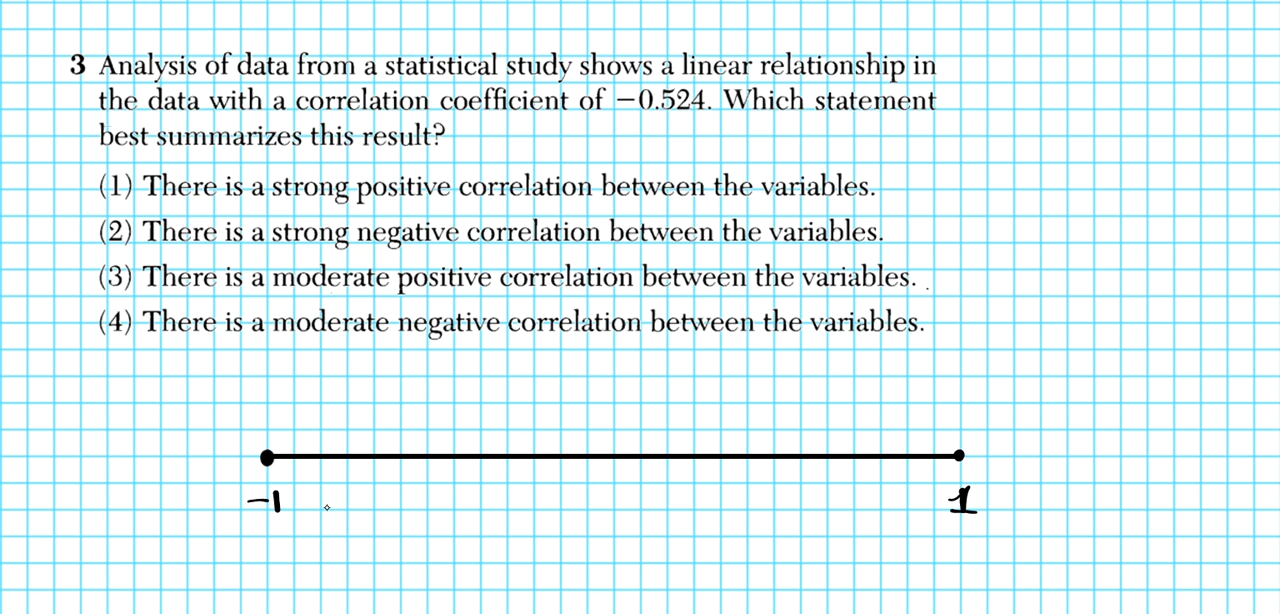 3 Analysis of data from a statistical study shows a linear relationship in
the data with a correlation coefficient of −0.524. Which statement
best summarizes this result?
(1) There is a strong positive correlation between the variables.
(2) There is a strong negative correlation between the variables.
(3) There is a moderate positive correlation between the variables.
(4) There is a moderate negative correlation between the variables.
−1 1